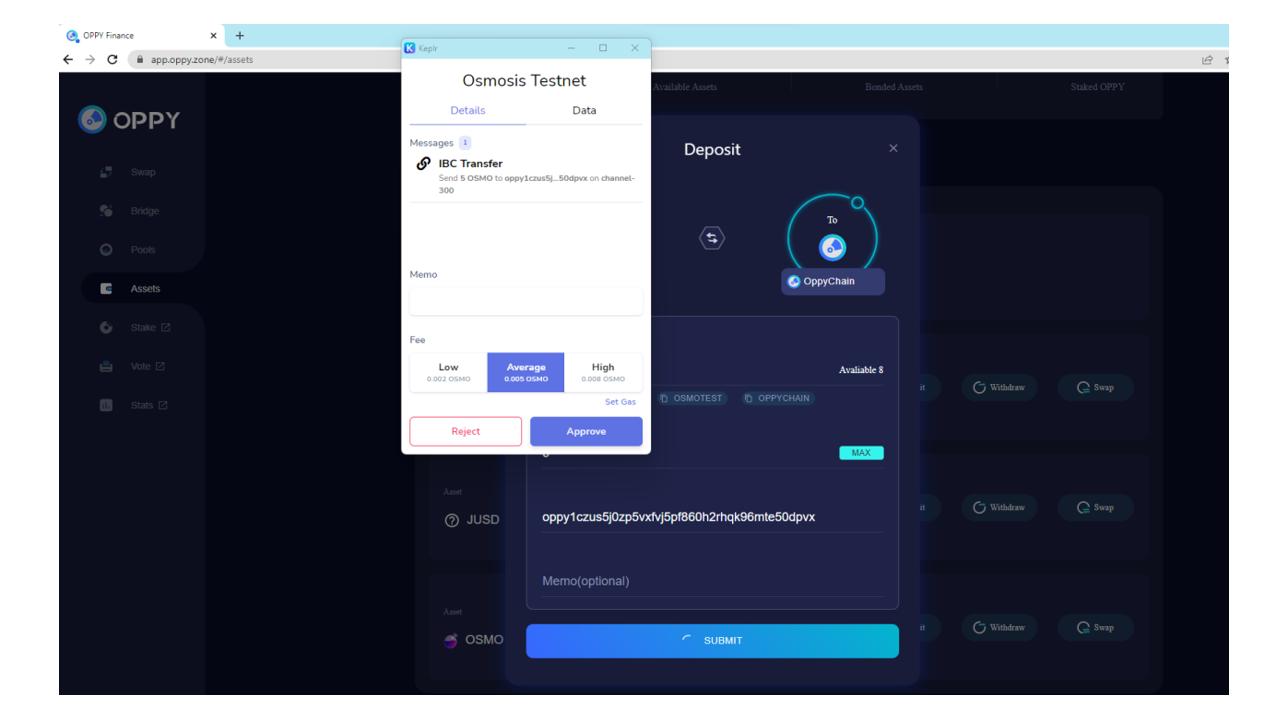 OPPY Finance
app.oppy.zone/#/assets
Keplr
Osmosis Testnet
Details
Data
Messages 1
IBC Transfer
Send 5 OSMO to oppy1czus5j...50dpvx on channel-
300
Memo
Fee
Low
0.002 OSMO
Average
0.005 OSMO
High
0.008 OSMO
Set Gas
Reject
Approve
OPPY
Swap
Bridge
Pools
Assets
Stake
Vote
Stats
Available Assets
Bonded Assets
Staked OPPY
Deposit
To
OppyChain
Avaliable 8
OSMOTEST
OPPYCHAIN
MAX
oppy1czus5j0zp5vxfvj5pf860h2rhqk96mte50dpvx
Memo(optional)
SUBMIT
Withdraw
Swap
Asset
JUSD
Withdraw
Swap
Asset
OSMO
Withdraw
Swap